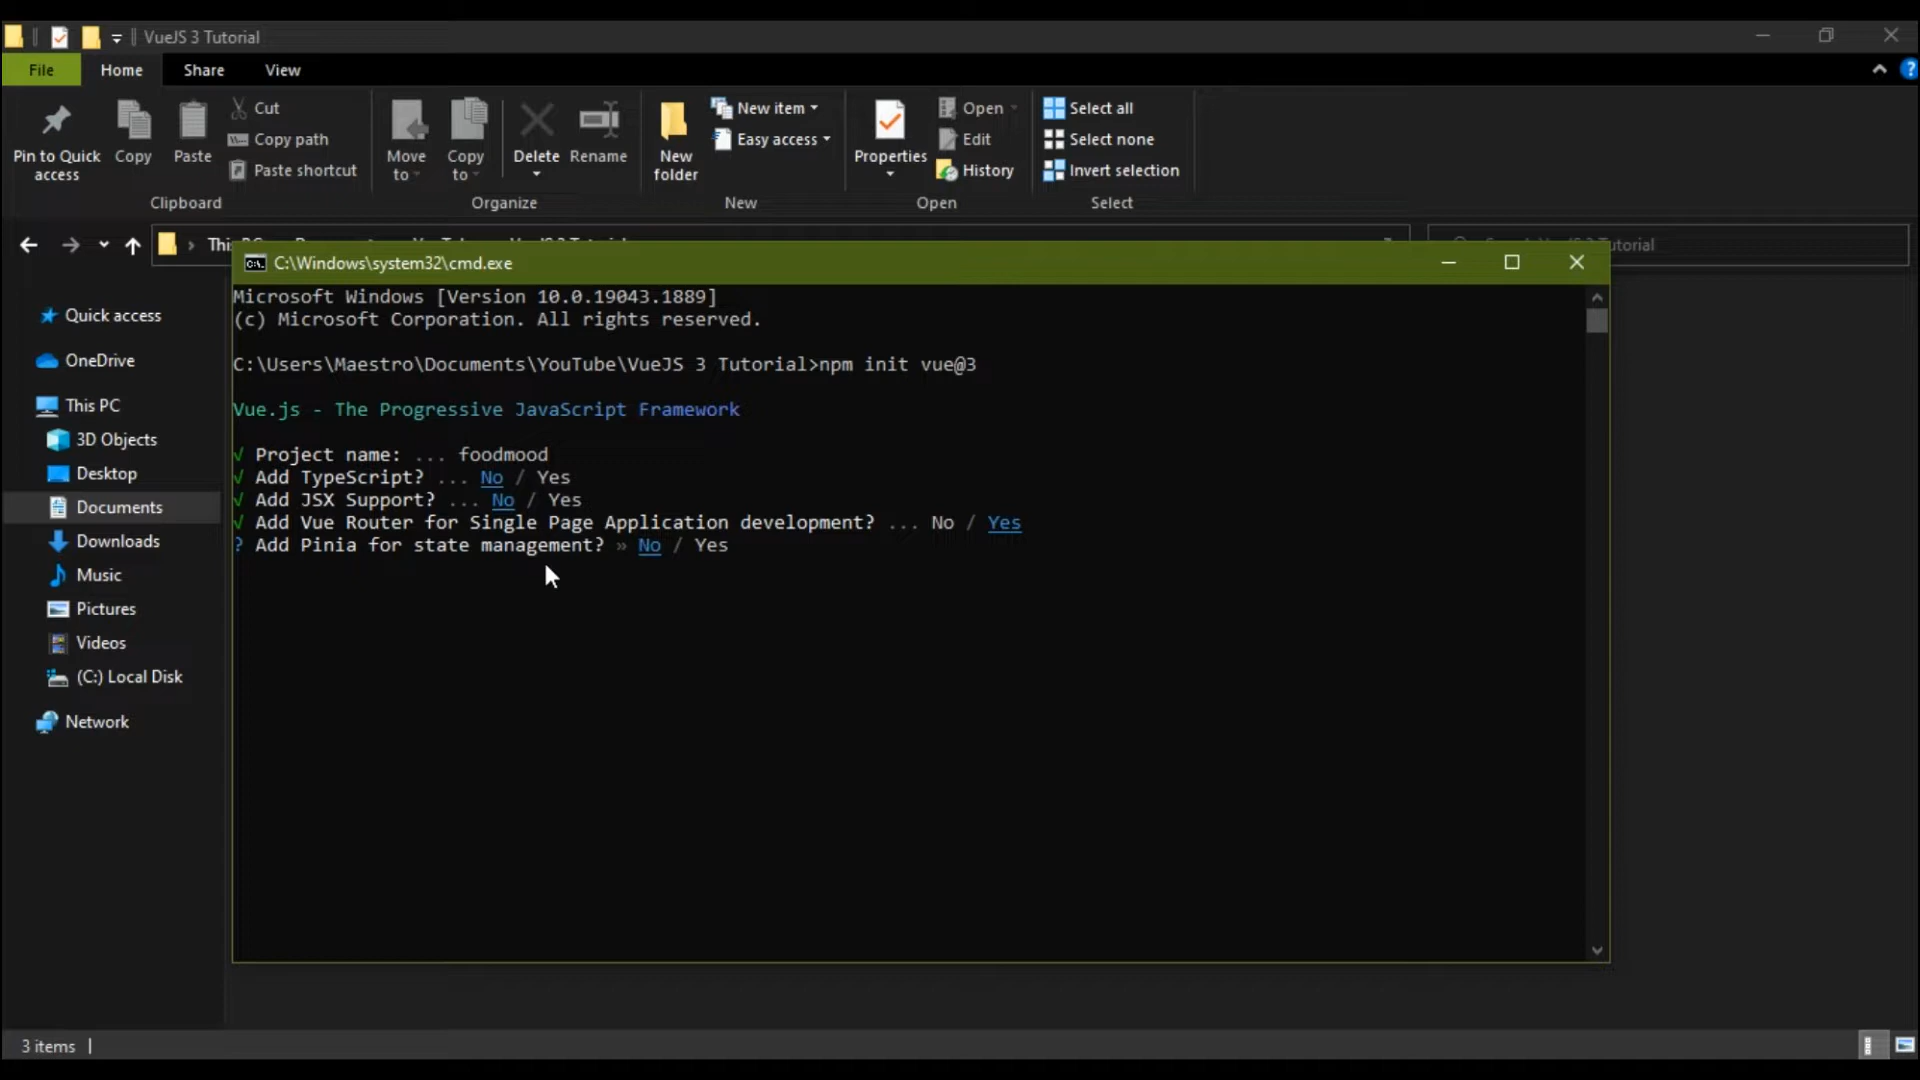 VueJS 3 Tutorial
File Home Share View
Pin to Quick access
Copy
Paste
Cut
Copy path
Paste shortcut
Clipboard
Move to
Copy to
Delete
Rename
Organize
New folder
New item
Easy access
New
Properties
Open
Edit
History
Open
Select all
Select none
Invert selection
Select
Tutorial
Quick access
OneDrive
This PC
3D Objects
Desktop
Documents
Downloads
Music
Pictures
Videos
(C:) Local Disk
Network
3 items
C:\Windows\system32\cmd.exe
Microsoft Windows [Version 10.0.19043.1889]
(c) Microsoft Corporation. All rights reserved.
C:\Users\Maestro\Documents\YouTube\VueJS 3 Tutorial>npm init vue@3
Vue.js - The Progressive JavaScript Framework
√ Project name: ... foodmood
√ Add TypeScript? ... No / Yes
√ Add JSX Support? ... No / Yes
√ Add Vue Router for Single Page Application development? ... No / Yes
? Add Pinia for state management? » No / Yes